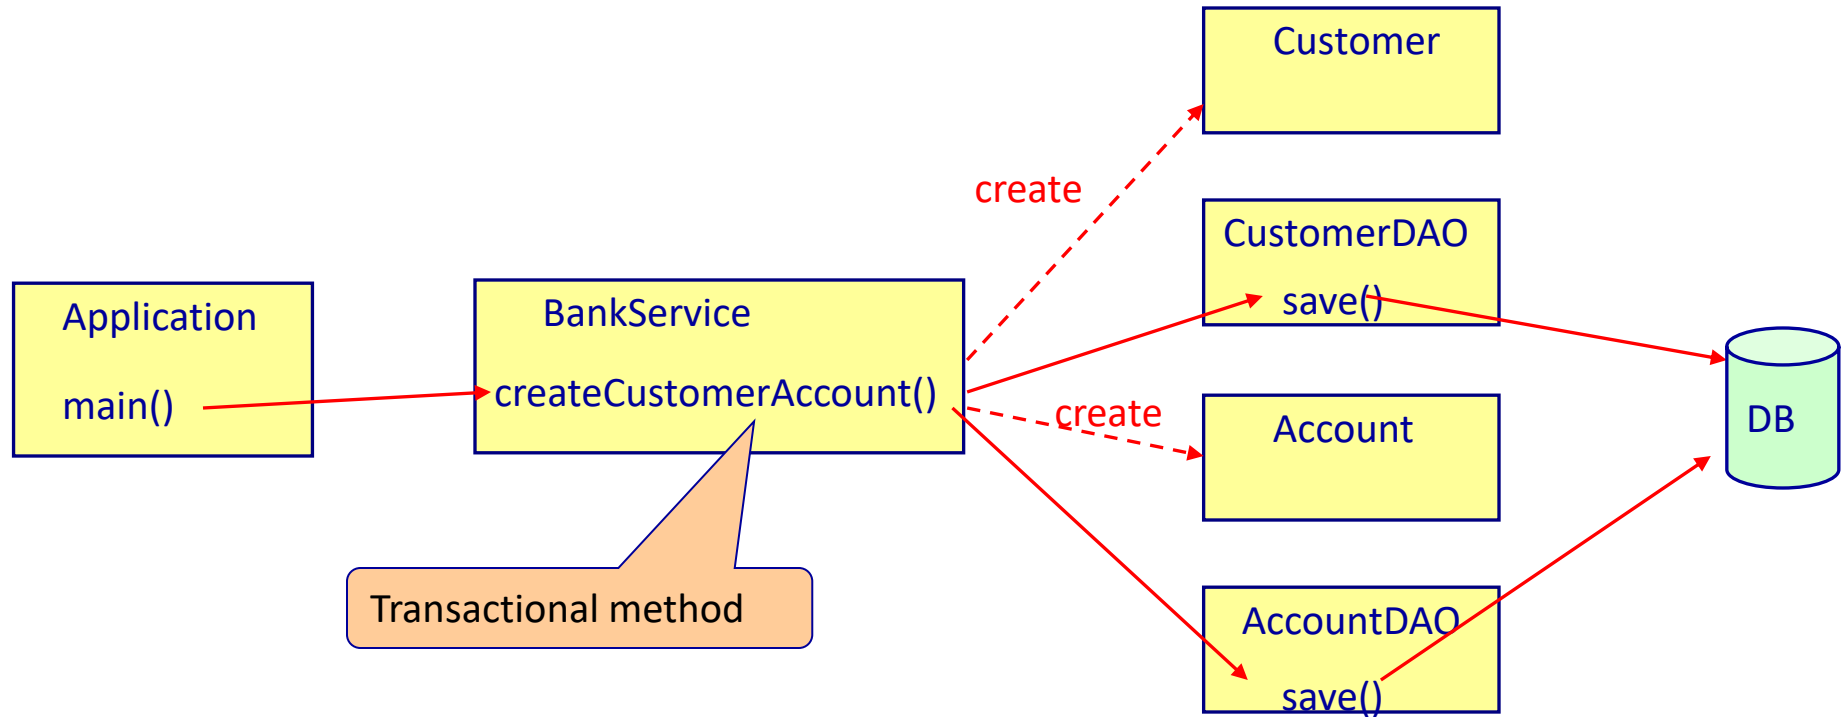 Application
main()
BankService
createCustomerAccount()
Transactional method
create
create
Customer
CustomerDAO
save()
Account
AccountDAO
save()
DB